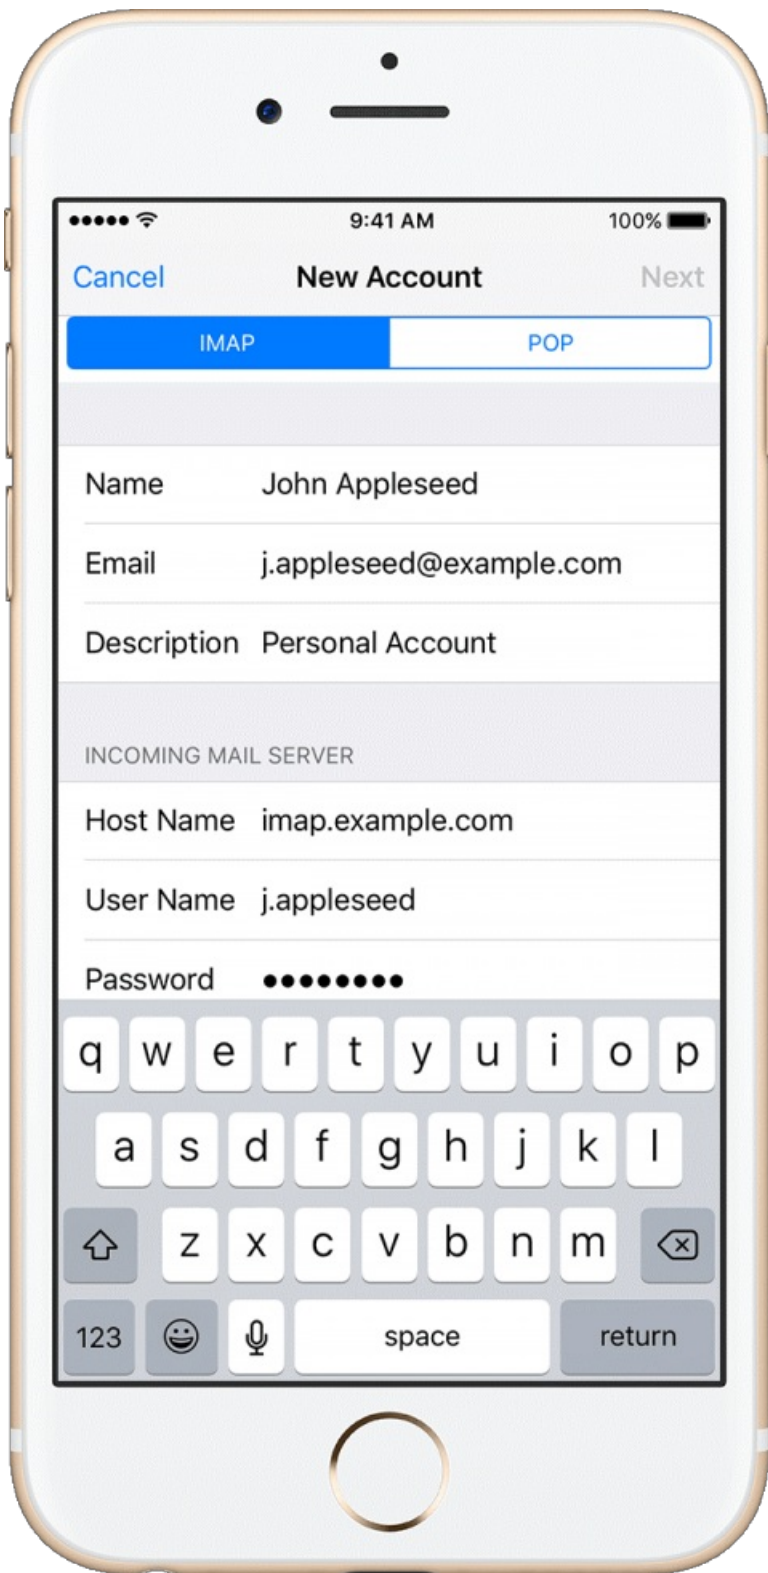 9:41 AM 100%
Cancel New Account Next
IMAP POP
Name John Appleseed
Email j.appleseed@example.com
Description Personal Account
INCOMING MAIL SERVER
Host Name imap.example.com
User Name j.appleseed
Password ●●●●●●●●
q w e r t y u i o p
a s d f g h j k l
z x c v b n m
123 space return